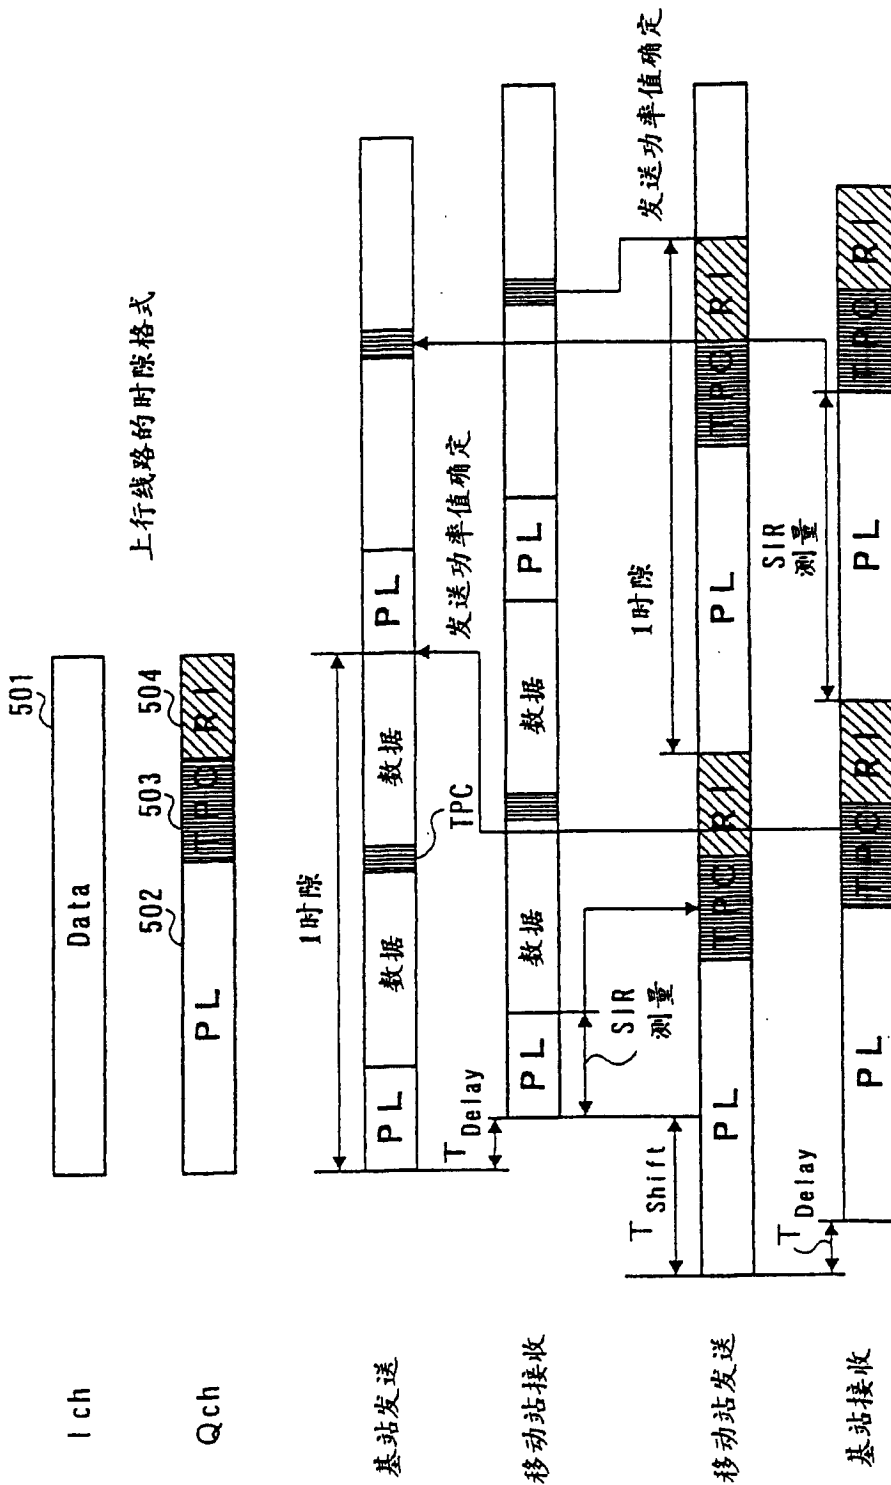 上行线路的时隙格式
Ich
Data
501
Qch
PL
TPC
RI
502
503
504
1时隙
基站发送
PL
数据
数据
PL
TPC
发送功率值确定
T Delay
移动站接收
PL
数据
数据
PL
SIR
测量
发送功率值确定
T Shift
1时隙
移动站发送
PL
TPC
RI
PL
TPC
RI
T Delay
SIR
测量
基站接收
PL
TPC
RI
PL
TPC
RI